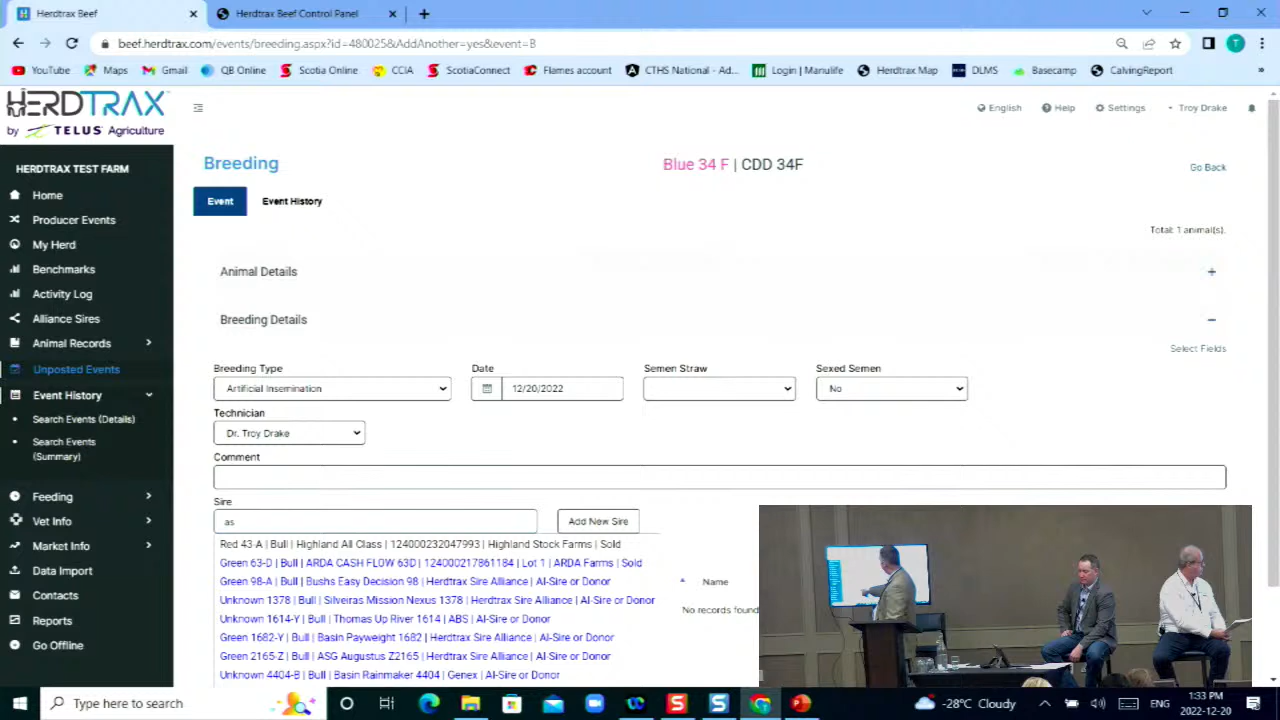 Herdtrax Beef
Herdtrax Beef Control Panel
beef.herdtrax.com/events/breeding.aspx?id=480025&AddAnother=yes&event=B
T
YouTube Maps Gmail QB Online Scotia Online CCIA ScotiaConnect Flames account CTHS National - Ad... Login | Manulife Herdtrax Map DLMS Basecamp CalvingReport
HERDTRAX
by TELUS Agriculture
English Help Settings Troy Drake
HERDTRAX TEST FARM
Home
Producer Events
My Herd
Benchmarks
Activity Log
Alliance Sires
Animal Records
Unposted Events
Event History
Search Events (Details)
Search Events
(Summary)
Feeding
Vet Info
Market Info
Data Import
Contacts
Reports
Go Offline
Breeding
Blue 34 F | CDD 34F
Go Back
Event Event History
Total: 1 animal(s).
Animal Details
+
Breeding Details
−
Select Fields
Breeding Type Date Semen Straw Sexed Semen
Artificial Insemination 12/20/2022 No
Technician
Dr. Troy Drake
Comment
Sire
as Add New Sire
Red 43-A | Bull | Highland All Class | 124000232047993 | Highland Stock Farms | Sold
Green 63-D | Bull | ARDA CASH FLOW 63D | 124000217861184 | Lot 1 | ARDA Farms | Sold
Green 98-A | Bull | Bushs Easy Decision 98 | Herdtrax Sire Alliance | AI-Sire or Donor
Unknown 1378 | Bull | Silveiras Mission Nexus 1378 | Herdtrax Sire Alliance | AI-Sire or Donor
Unknown 1614-Y | Bull | Thomas Up River 1614 | ABS | AI-Sire or Donor
Green 1682-Y | Bull | Basin Payweight 1682 | Herdtrax Sire Alliance | AI-Sire or Donor
Green 2165-Z | Bull | ASG Augustus Z2165 | Herdtrax Sire Alliance | AI-Sire or Donor
Unknown 4404-B | Bull | Basin Rainmaker 4404 | Genex | AI-Sire or Donor
Name
No records found
Type here to search
-28°C Cloudy
ENG
1:33 PM
2022-12-20